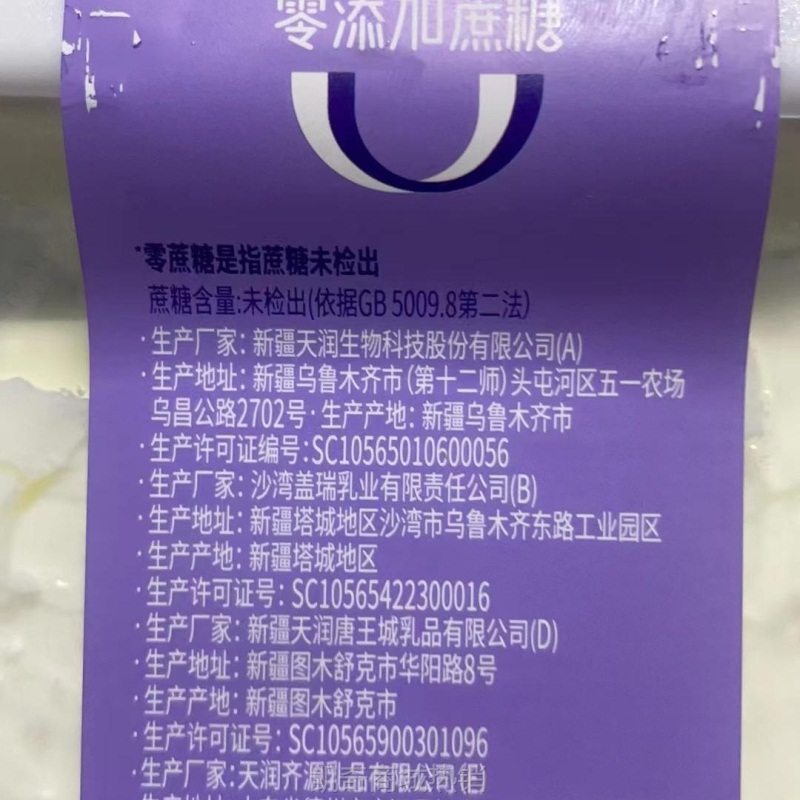 零添加蔗糖
*零蔗糖是指蔗糖未检出
蔗糖含量:未检出(依据GB 5009.8第二法)
·生产厂家: 新疆天润生物科技股份有限公司(A)
·生产地址: 新疆乌鲁木齐市(第十二师)头屯河区五一农场
乌昌公路2702号·生产产地: 新疆乌鲁木齐市
·生产许可证编号:SC10565010600056
·生产厂家: 沙湾盖瑞乳业有限责任公司(B)
·生产地址: 新疆塔城地区沙湾市乌鲁木齐东路工业园区
·生产产地: 新疆塔城地区
·生产许可证号: SC10565422300016
·生产厂家: 新疆天润唐王城乳品有限公司(D)
·生产地址: 新疆图木舒克市华阳路8号
·生产产地: 新疆图木舒克市
·生产许可证号: SC10565900301096
·生产厂家:天润齐源乳品有限公司